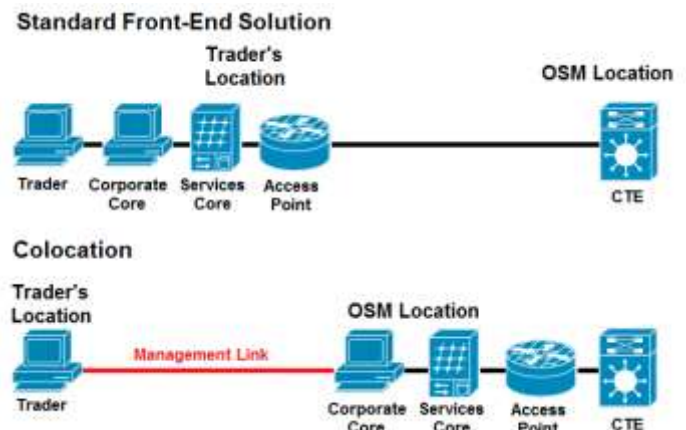 Standard Front-End Solution
Trader's
Location
OSM Location
Trader
Corporate
Core
Services
Core
Access
Point
CTE
Colocation
Trader's
Location
OSM Location
Management Link
Trader
Corporate
Core
Services
Core
Access
Point
CTE